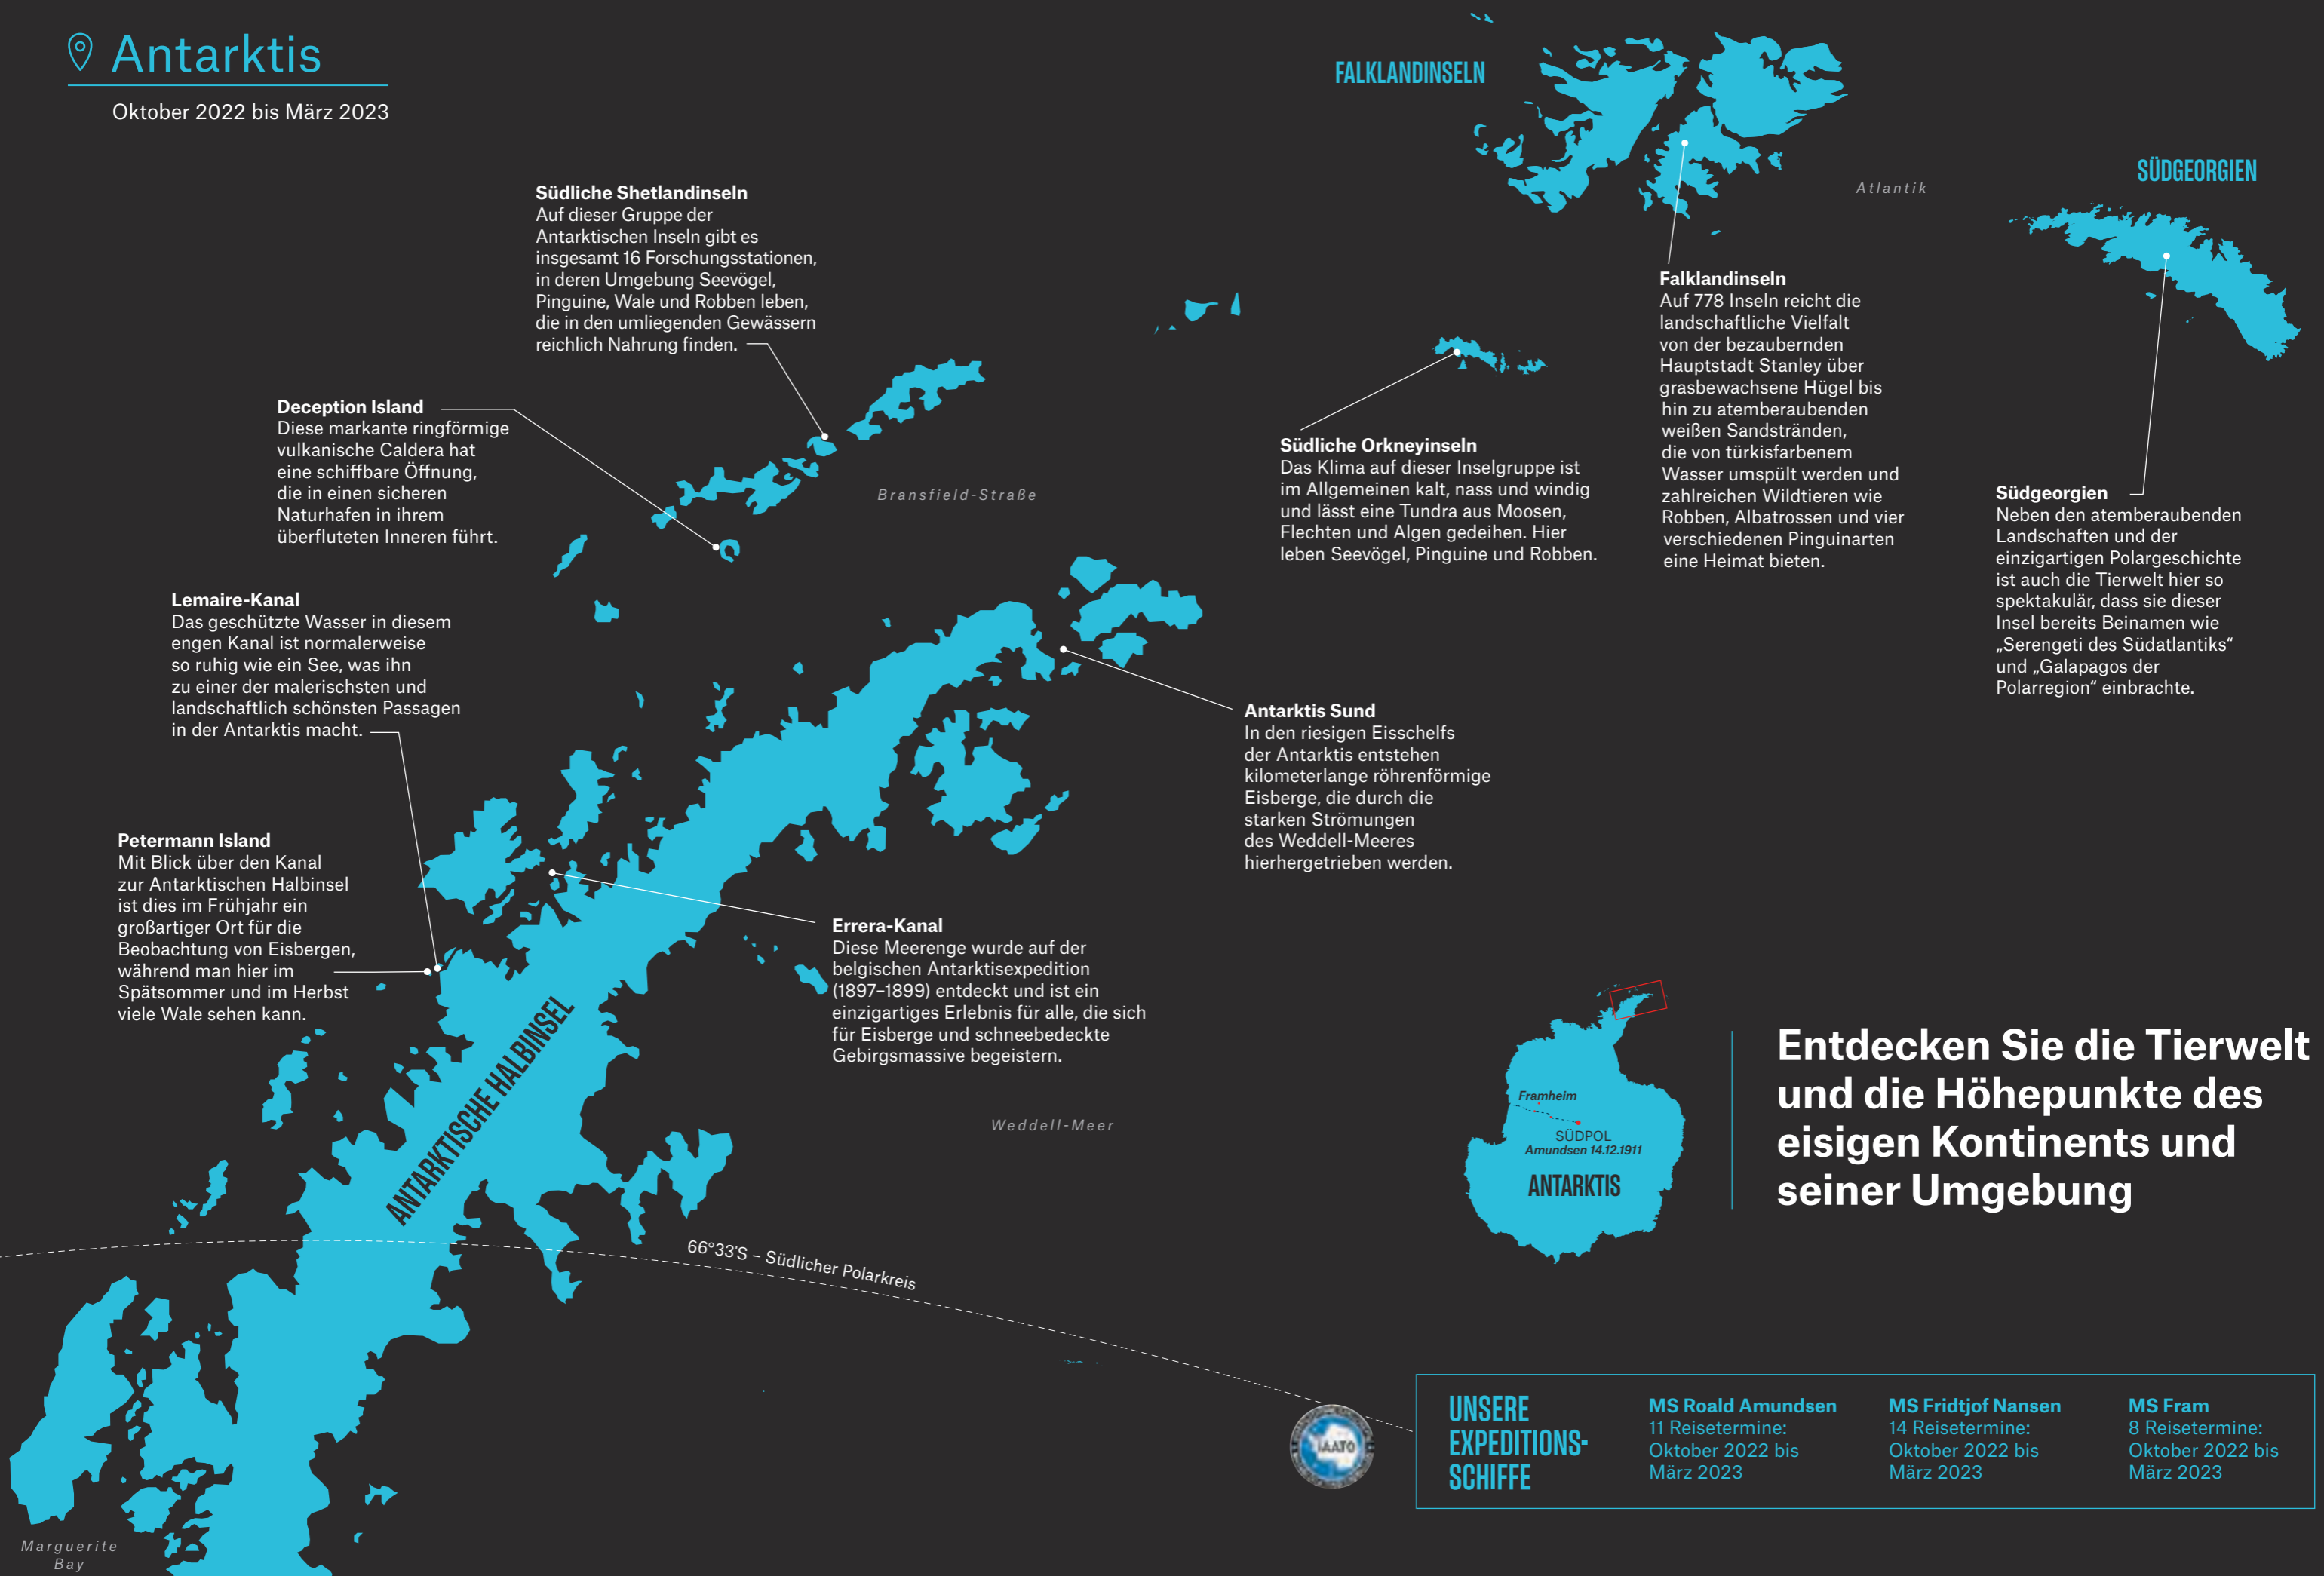 Antarktis
Oktober 2022 bis März 2023
FALKLANDINSELN
Atlantik
SÜDGEORGIEN
Südliche Shetlandinseln
Auf dieser Gruppe der
Antarktischen Inseln gibt es
insgesamt 16 Forschungsstationen,
in deren Umgebung Seevögel,
Pinguine, Wale und Robben leben,
die in den umliegenden Gewässern
reichlich Nahrung finden.
Falklandinseln
Auf 778 Inseln reicht die
landschaftliche Vielfalt
von der bezaubernden
Hauptstadt Stanley über
grasbewachsene Hügel bis
hin zu atemberaubenden
weißen Sandstränden,
die von türkisfarbenem
Wasser umspült werden und
zahlreichen Wildtieren wie
Robben, Albatrossen und vier
verschiedenen Pinguinarten
eine Heimat bieten.
Deception Island
Diese markante ringförmige
vulkanische Caldera hat
eine schiffbare Öffnung,
die in einen sicheren
Naturhafen in ihrem
überfluteten Inneren führt.
Bransfield-Straße
Südliche Orkneyinseln
Das Klima auf dieser Inselgruppe ist
im Allgemeinen kalt, nass und windig
und lässt eine Tundra aus Moosen,
Flechten und Algen gedeihen. Hier
leben Seevögel, Pinguine und Robben.
Südgeorgien
Neben den atemberaubenden
Landschaften und der
einzigartigen Polargeschichte
ist auch die Tierwelt hier so
spektakulär, dass sie dieser
Insel bereits Beinamen wie
„Serengeti des Südatlantiks“
und „Galapagos der
Polarregion“ einbrachte.
Lemaire-Kanal
Das geschützte Wasser in diesem
engen Kanal ist normalerweise
so ruhig wie ein See, was ihn
zu einer der malerischsten und
landschaftlich schönsten Passagen
in der Antarktis macht.
Antarktis Sund
In den riesigen Eisschelfs
der Antarktis entstehen
kilometerlange röhrenförmige
Eisberge, die durch die
starken Strömungen
des Weddell-Meeres
hierhergetrieben werden.
Petermann Island
Mit Blick über den Kanal
zur Antarktischen Halbinsel
ist dies im Frühjahr ein
großartiger Ort für die
Beobachtung von Eisbergen,
während man hier im
Spätsommer und im Herbst
viele Wale sehen kann.
Errera-Kanal
Diese Meerenge wurde auf der
belgischen Antarktisexpedition
(1897–1899) entdeckt und ist ein
einzigartiges Erlebnis für alle, die sich
für Eisberge und schneebedeckte
Gebirgsmassive begeistern.
ANTARKTISCHE HALBINSEL
Weddell-Meer
Framheim
SÜDPOL
Amundsen 14.12.1911
ANTARKTIS
Entdecken Sie die Tierwelt
und die Höhepunkte des
eisigen Kontinents und
seiner Umgebung
66°33'S – Südlicher Polarkreis
IAATO
UNSERE
EXPEDITIONS-
SCHIFFE
MS Roald Amundsen
11 Reisetermine:
Oktober 2022 bis
März 2023
MS Fridtjof Nansen
14 Reisetermine:
Oktober 2022 bis
März 2023
MS Fram
8 Reisetermine:
Oktober 2022 bis
März 2023
Marguerite
Bay